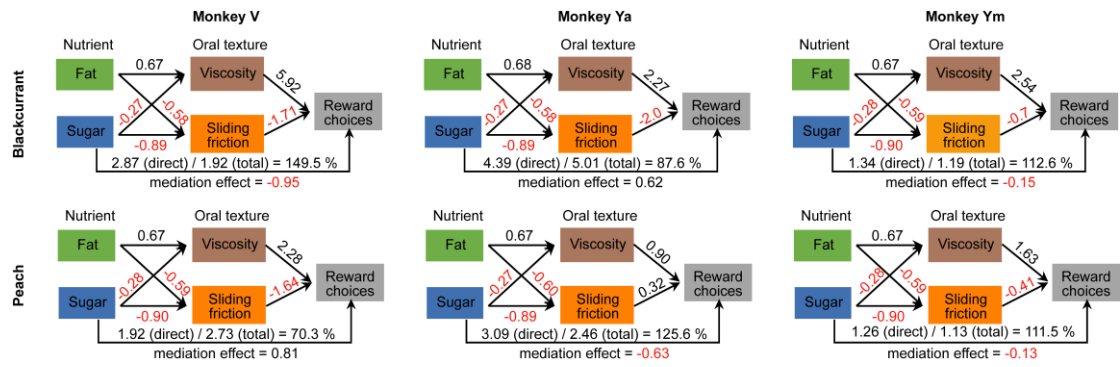 Monkey V
Monkey Ya
Monkey Ym
Blackcurrant
Nutrient
Oral texture
Fat
0.67
Viscosity
5.92
-0.27
-0.58
Reward
choices
Sugar
-0.89
Sliding
friction
-1.71
2.87 (direct) / 1.92 (total) = 149.5 %
mediation effect = -0.95
Nutrient
Oral texture
Fat
0.68
Viscosity
2.27
-0.27
-0.58
Reward
choices
Sugar
-0.89
Sliding
friction
-2.0
4.39 (direct) / 5.01 (total) = 87.6 %
mediation effect = 0.62
Nutrient
Oral texture
Fat
0.67
Viscosity
2.54
-0.28
-0.59
Reward
choices
Sugar
-0.90
Sliding
friction
-0.7
1.34 (direct) / 1.19 (total) = 112.6 %
mediation effect = -0.15
Peach
Nutrient
Oral texture
Fat
0.67
Viscosity
2.28
-0.28
-0.59
Reward
choices
Sugar
-0.90
Sliding
friction
-1.64
1.92 (direct) / 2.73 (total) = 70.3 %
mediation effect = 0.81
Nutrient
Oral texture
Fat
0.67
Viscosity
0.90
-0.27
-0.60
Reward
choices
Sugar
-0.89
Sliding
friction
0.32
3.09 (direct) / 2.46 (total) = 125.6 %
mediation effect = -0.63
Nutrient
Oral texture
Fat
0.67
Viscosity
1.63
-0.28
-0.59
Reward
choices
Sugar
-0.90
Sliding
friction
-0.41
1.26 (direct) / 1.13 (total) = 111.5 %
mediation effect = -0.13